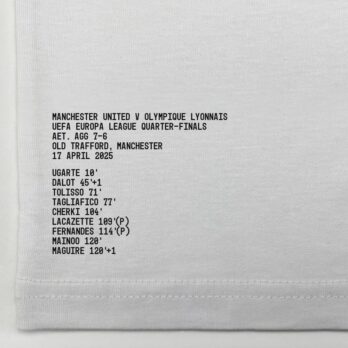 MANCHESTER UNITED V OLYMPIQUE LYONNAIS
UEFA EUROPA LEAGUE QUARTER-FINALS
AET. AGG 7-6
OLD TRAFFORD, MANCHESTER
17 APRIL 2025
UGARTE 10'
DALOT 45'+1
TOLISSO 71'
TAGLIAFICO 77'
CHERKI 104'
LACAZETTE 109'(P)
FERNANDES 114'(P)
MAINOO 120'
MAGUIRE 120'+1